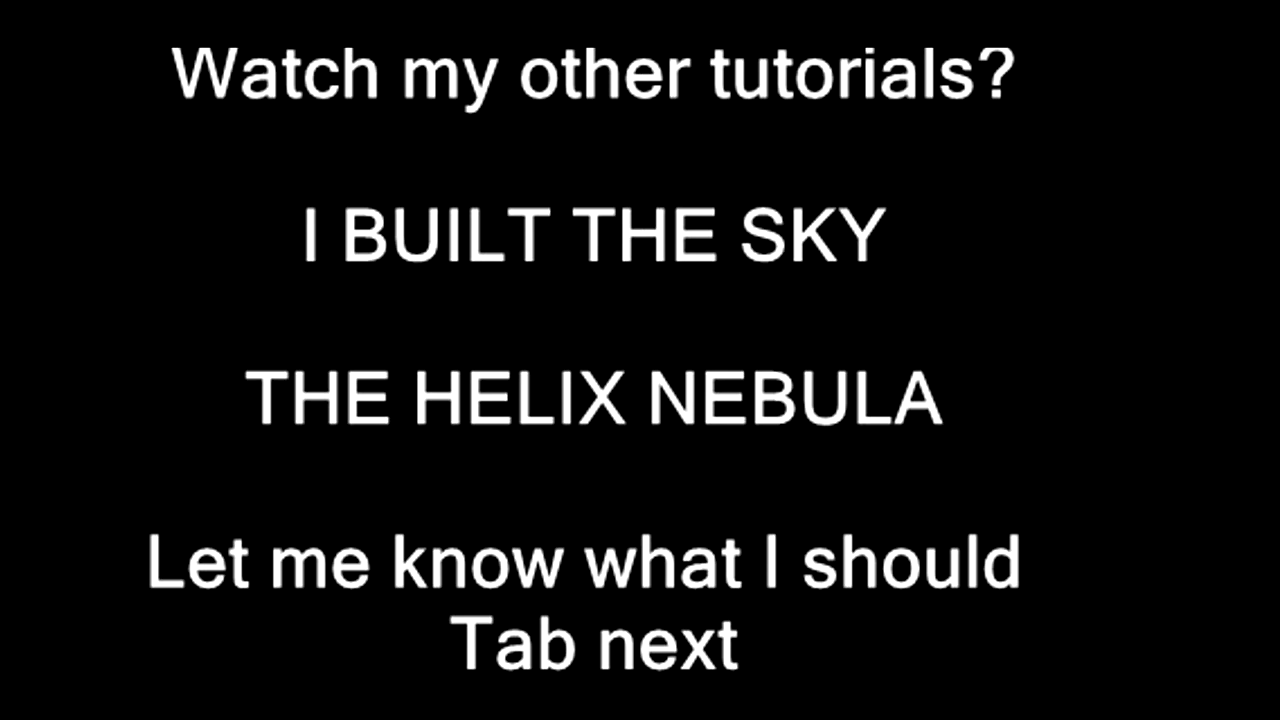 Watch my other tutorials?
I BUILT THE SKY
THE HELIX NEBULA
Let me know what I should
Tab next